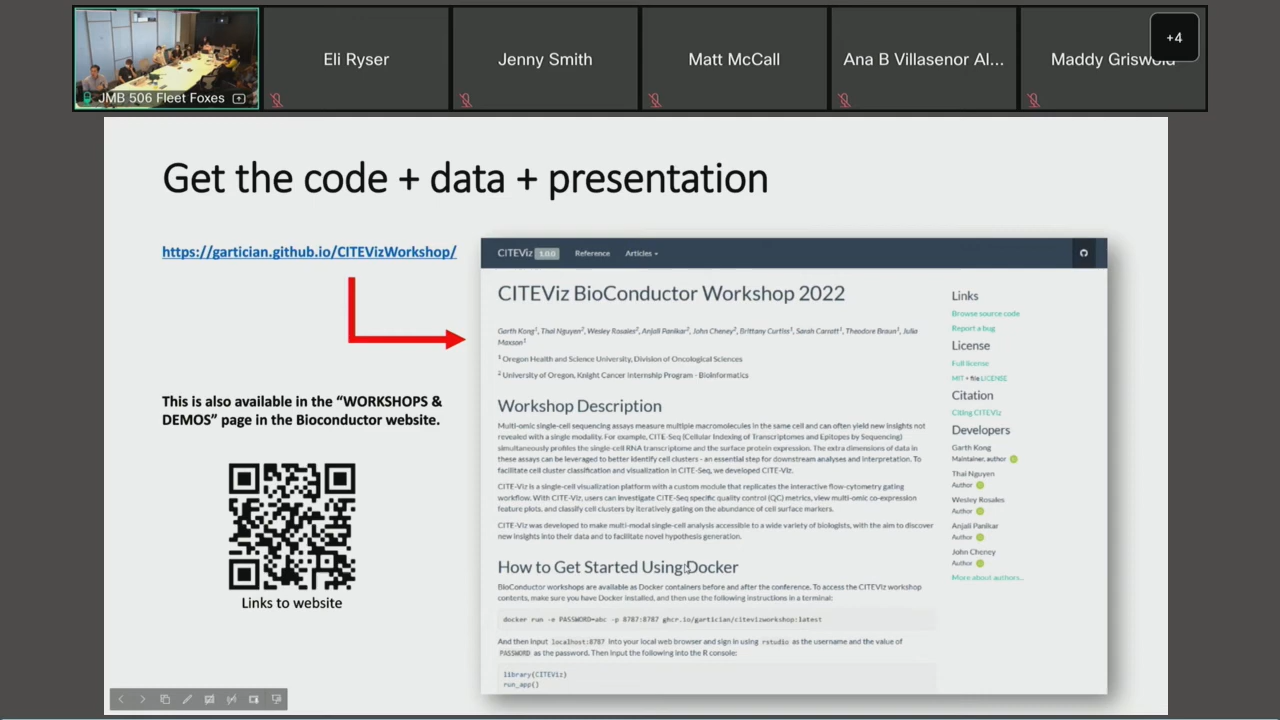 JMB 506 Fleet Foxes
Eli Ryser
Jenny Smith
Matt McCall
Ana B Villasenor Al...
Maddy Griswold
+4
Get the code + data + presentation
https://gartician.github.io/CITEVizWorkshop/
This is also available in the “WORKSHOPS &
DEMOS” page in the Bioconductor website.
Links to website
CITEViz 1.0.0 Reference Articles
CITEViz BioConductor Workshop 2022
Garth Kong1, Thai Nguyen2, Wesley Rosales2, Anjali Panikar2, John Cheney2, Brittany Curtiss1, Sarah Carratt1, Theodore Braun1, Julia
Maxson1
1 Oregon Health and Science University, Division of Oncological Sciences
2 University of Oregon, Knight Cancer Internship Program - Bioinformatics
Workshop Description
Multi-omic single-cell sequencing assays measure multiple macromolecules in the same cell and can often yield new insights not
revealed with a single modality. For example, CITE-Seq (Cellular Indexing of Transcriptomes and Epitopes by Sequencing)
simultaneously profiles the single-cell RNA transcriptome and the surface protein expression. The extra dimensions of data in
these assays can be leveraged to better identify cell clusters - an essential step for downstream analyses and interpretation. To
facilitate cell cluster classification and visualization in CITE-Seq, we developed CITE-Viz.
CITE-Viz is a single-cell visualization platform with a custom module that replicates the interactive flow-cytometry gating
workflow. With CITE-Viz, users can investigate CITE-Seq specific quality control (QC) metrics, view multi-omic co-expression
feature plots, and classify cell clusters by iteratively gating on the abundance of cell surface markers.
CITE-Viz was developed to make multi-modal single-cell analysis accessible to a wide variety of biologists, with the aim to discover
new insights into their data and to facilitate novel hypothesis generation.
How to Get Started Using Docker
BioConductor workshops are available as Docker containers before and after the conference. To access the CITEViz workshop
contents, make sure you have Docker installed, and then use the following instructions in a terminal:
docker run -e PASSWORD=abc -p 8787:8787 ghcr.io/gartician/citevizworkshop:latest
And then input localhost:8787 into your local web browser and sign in using rstudio as the username and the value of
PASSWORD as the password. Then input the following into the R console:
library(CITEViz)
run_app()
Links
Browse source code
Report a bug
License
Full license
MIT + file LICENSE
Citation
Citing CITEViz
Developers
Garth Kong
Maintainer, author
Thai Nguyen
Author
Wesley Rosales
Author
Anjali Panikar
Author
John Cheney
Author
More about authors...